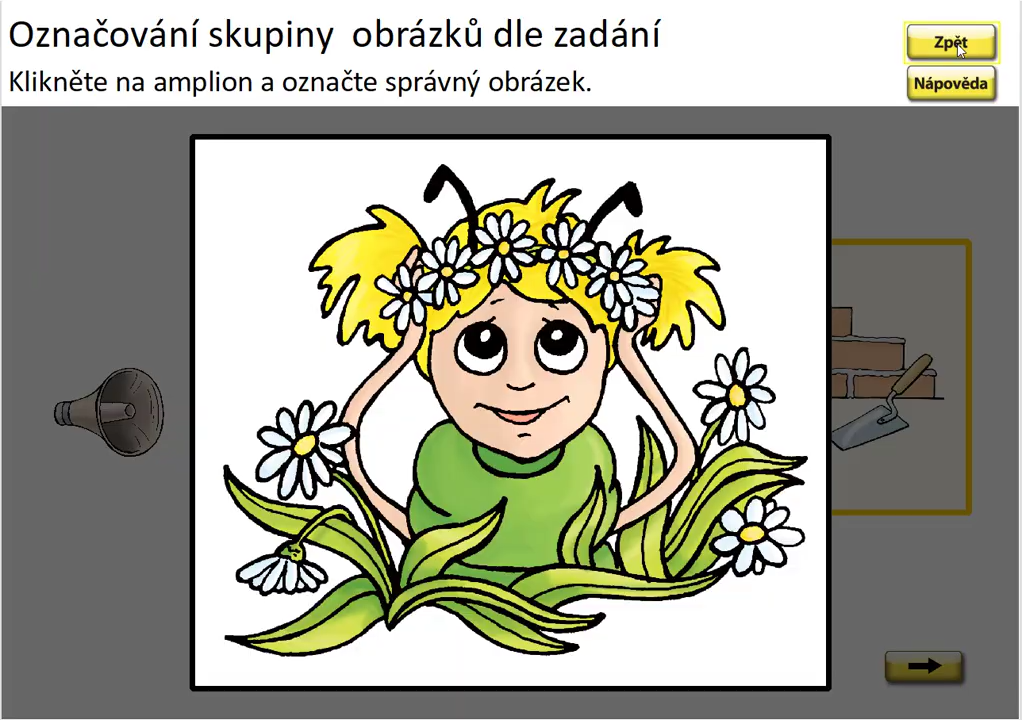 Označování skupiny  obrázků dle zadání
Klikněte na amplion a označte správný obrázek.
Zpět
Nápověda